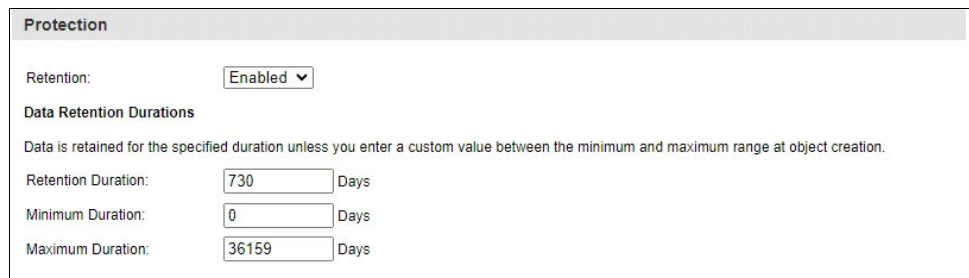 Protection
Retention: Enabled
Data Retention Durations
Data is retained for the specified duration unless you enter a custom value between the minimum and maximum range at object creation.
Retention Duration: 730 Days
Minimum Duration: 0 Days
Maximum Duration: 36159 Days